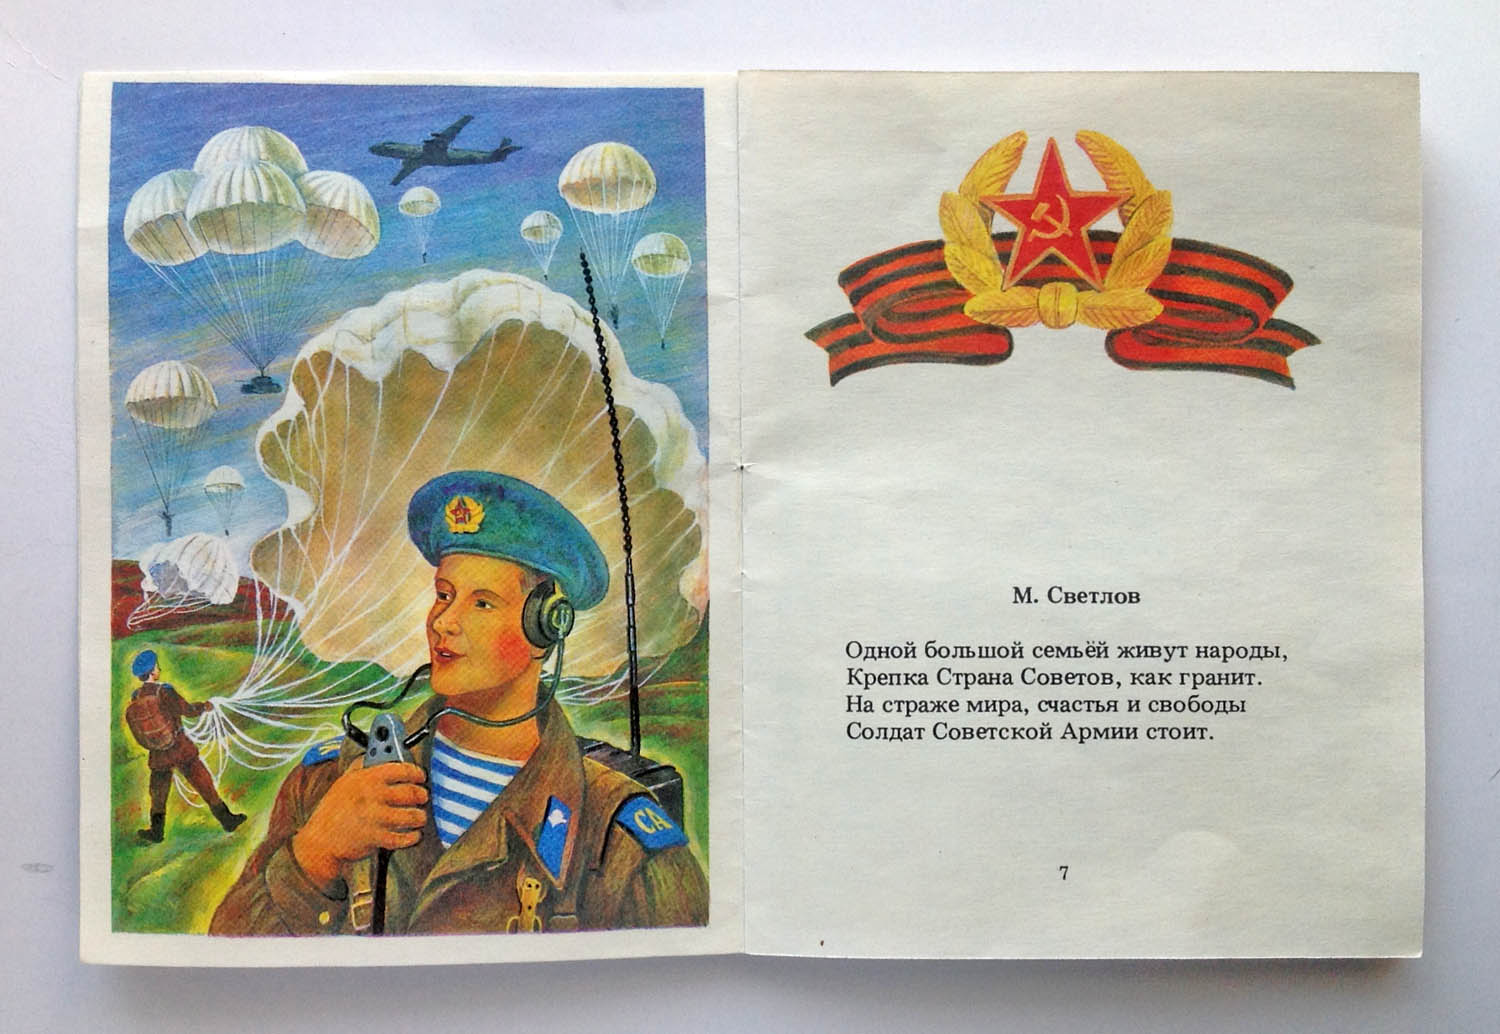 СА
М. Светлов
Одной большой семьёй живут народы,
Крепка Страна Советов, как гранит.
На страже мира, счастья и свободы
Солдат Советской Армии стоит.
7